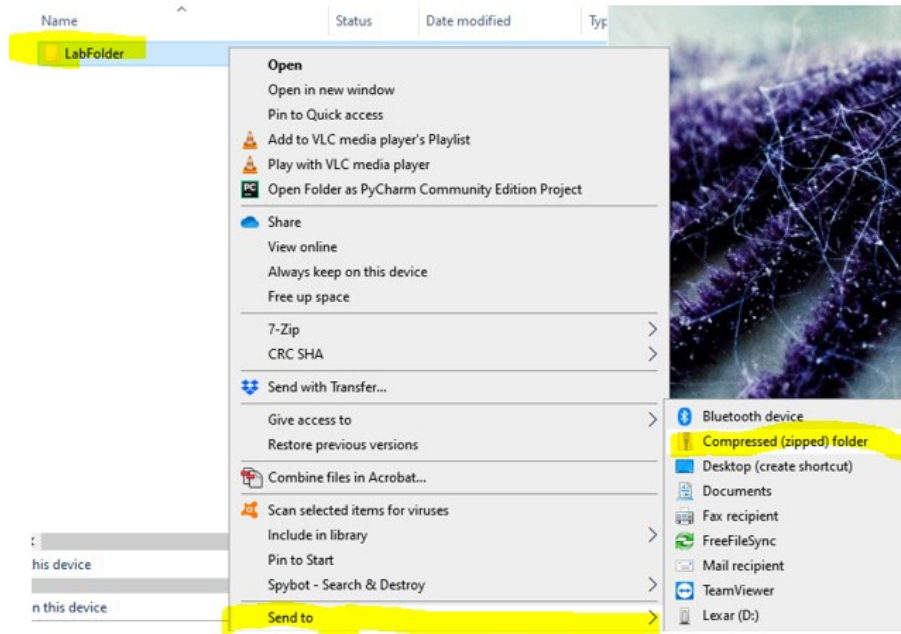 Name Status Date modified Typ
LabFolder
Open
Open in new window
Pin to Quick access
Add to VLC media player's Playlist
Play with VLC media player
PC Open Folder as PyCharm Community Edition Project
Share
View online
Always keep on this device
Free up space
7-Zip
CRC SHA
Send with Transfer...
Give access to
Restore previous versions
Combine files in Acrobat...
Scan selected items for viruses
Include in library
Pin to Start
Spybot - Search & Destroy
Send to
Bluetooth device
Compressed (zipped) folder
Desktop (create shortcut)
Documents
Fax recipient
FreeFileSync
Mail recipient
TeamViewer
Lexar (D:)
his device
n this device